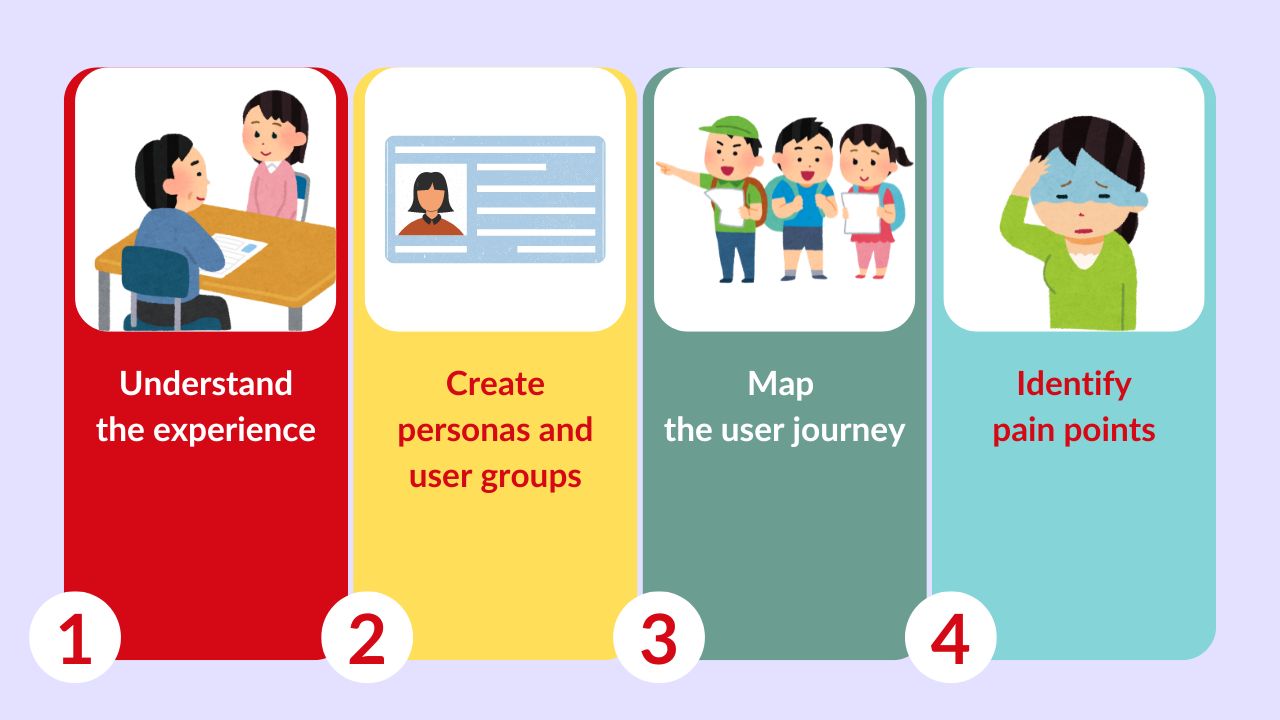 Understand
the experience
1
Create
personas and
user groups
2
Map
the user journey
3
Identify
pain points
4